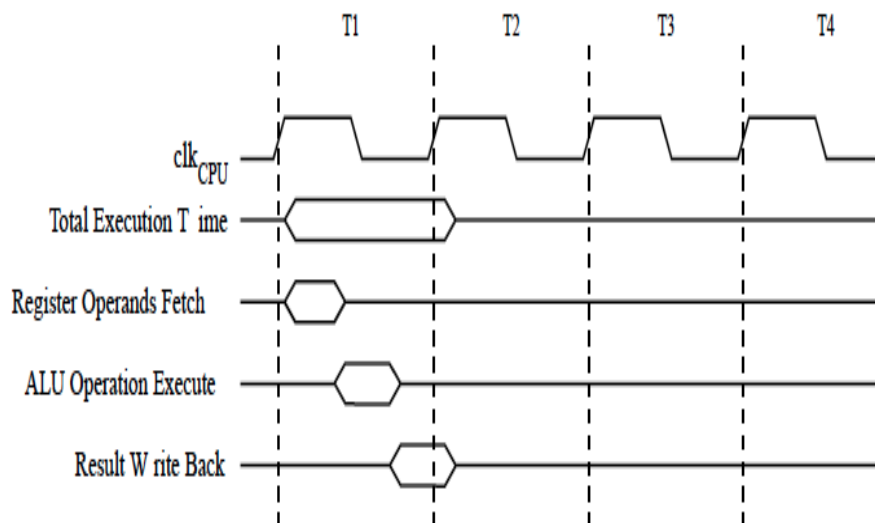 T1 T2 T3 T4
clkCPU
Total Execution T ime
Register Operands Fetch
ALU Operation Execute
Result W rite Back